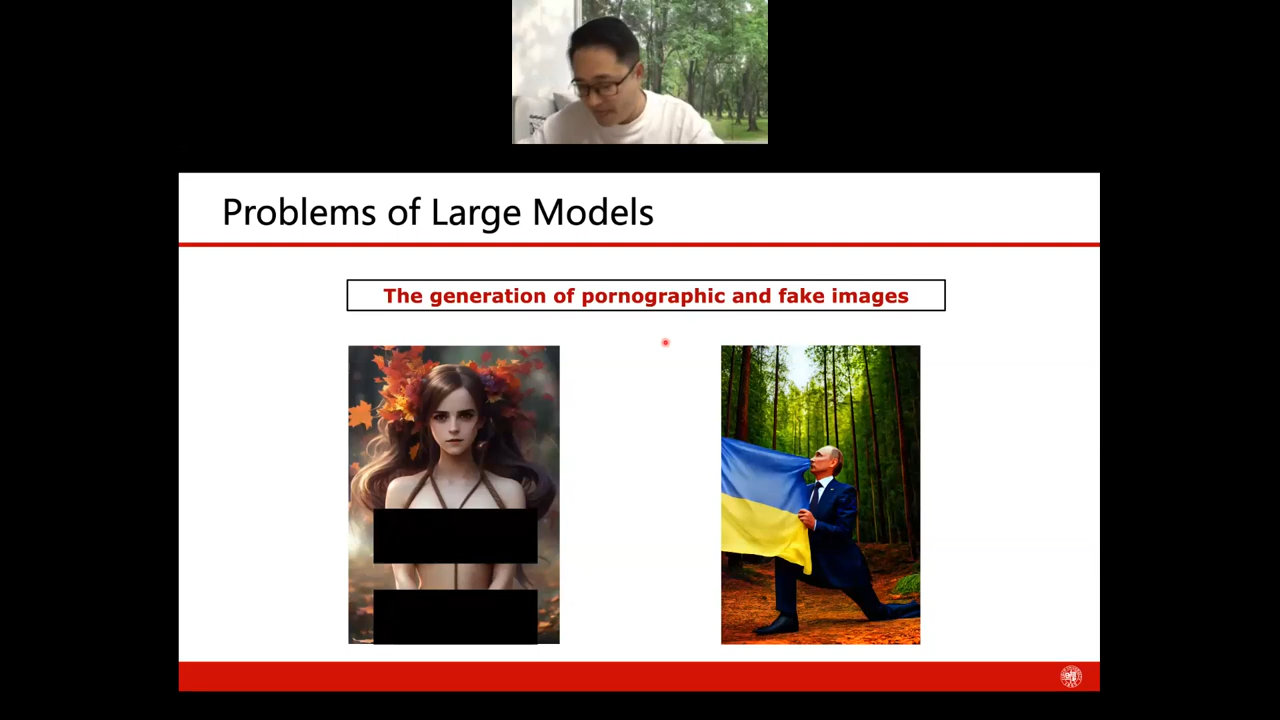 Problems of Large Models
The generation of pornographic and fake images